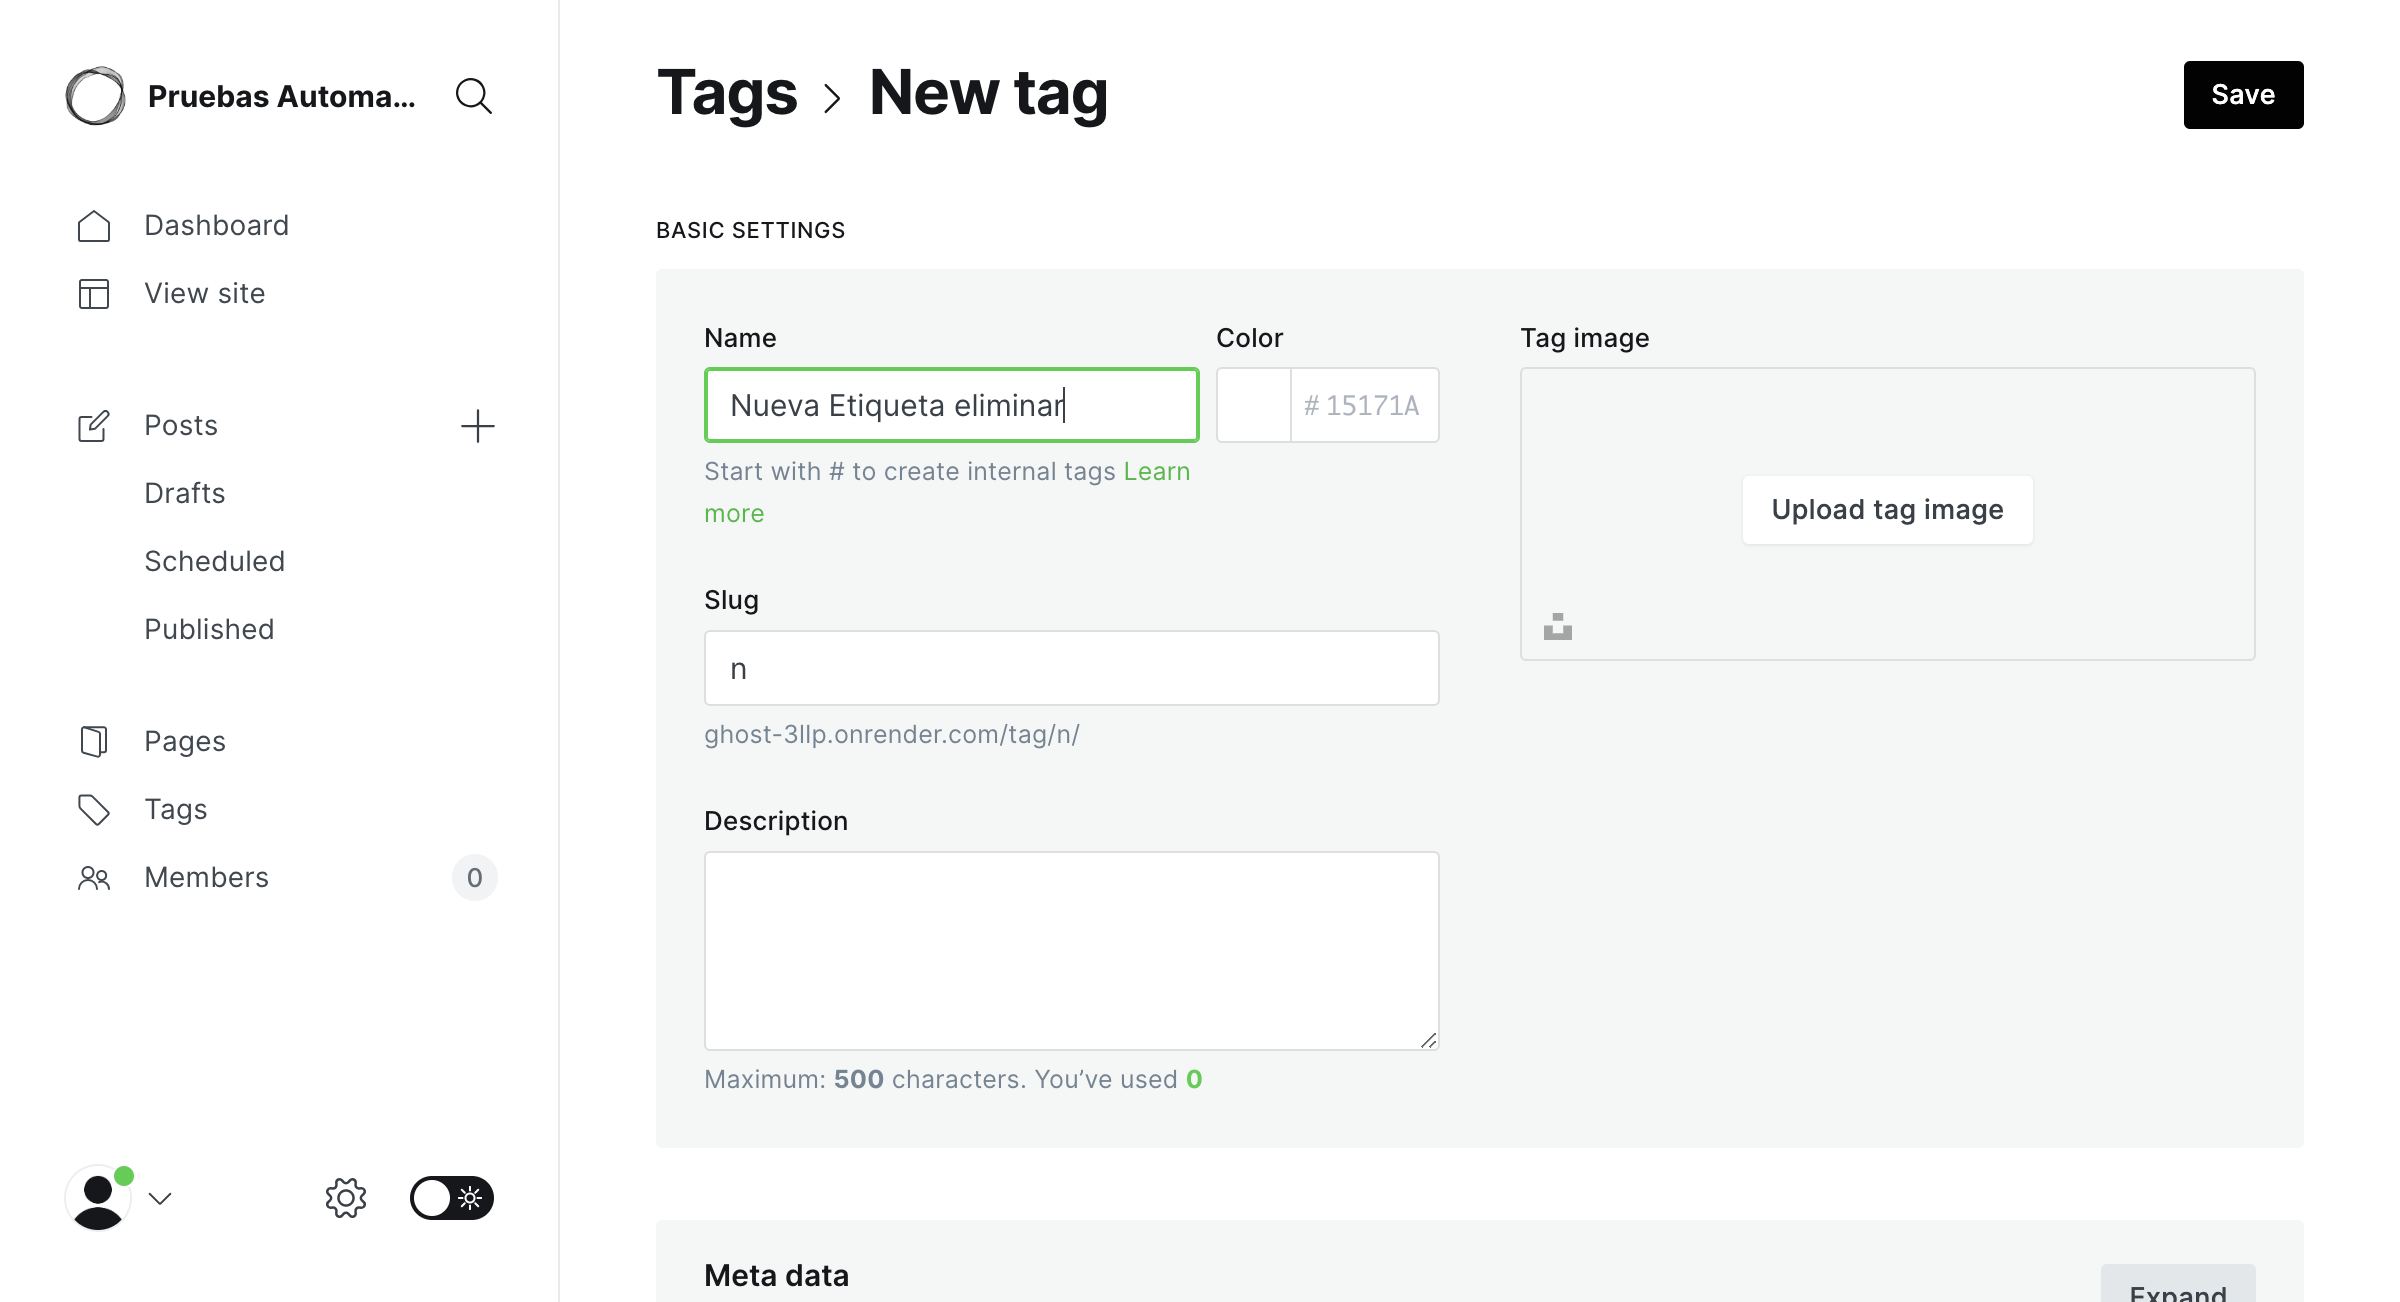 Pruebas Automa...
Dashboard
View site
Posts
Drafts
Scheduled
Published
Pages
Tags
Members 0
Tags > New tag
Save
BASIC SETTINGS
Name
Nueva Etiqueta eliminar
Start with # to create internal tags Learn
more
Color
# 15171A
Slug
n
ghost-3llp.onrender.com/tag/n/
Description
Maximum: 500 characters. You’ve used 0
Tag image
Upload tag image
Meta data
Expand